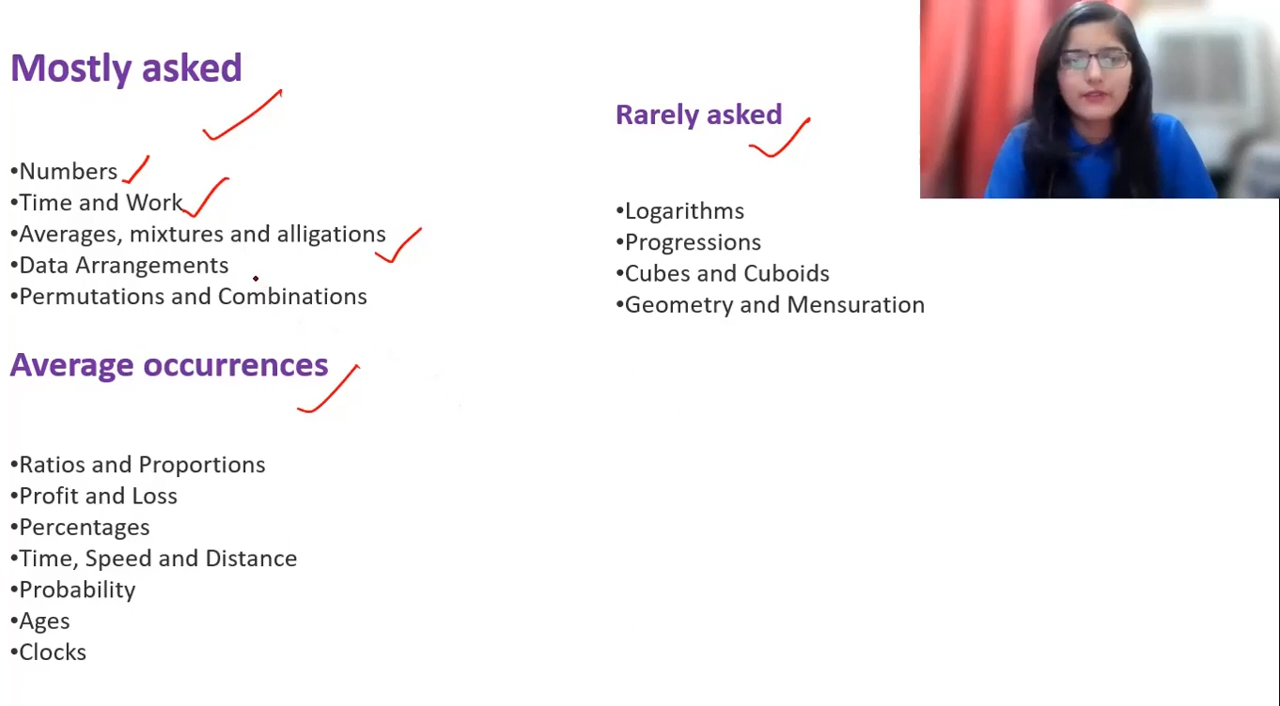 Mostly asked
•Numbers
•Time and Work
•Averages, mixtures and alligations
•Data Arrangements
•Permutations and Combinations
Average occurrences
•Ratios and Proportions
•Profit and Loss
•Percentages
•Time, Speed and Distance
•Probability
•Ages
•Clocks
Rarely asked
•Logarithms
•Progressions
•Cubes and Cuboids
•Geometry and Mensuration